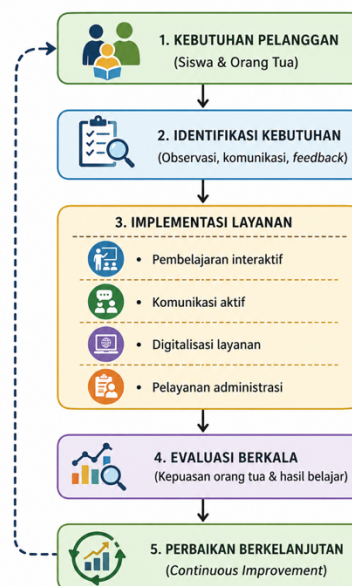 1. KEBUTUHAN PELANGGAN
(Siswa & Orang Tua)
2. IDENTIFIKASI KEBUTUHAN
(Observasi, komunikasi, feedback)
3. IMPLEMENTASI LAYANAN
• Pembelajaran interaktif
• Komunikasi aktif
• Digitalisasi layanan
• Pelayanan administrasi
4. EVALUASI BERKALA
(Kepuasan orang tua & hasil belajar)
5. PERBAIKAN BERKELANJUTAN
(Continuous Improvement)